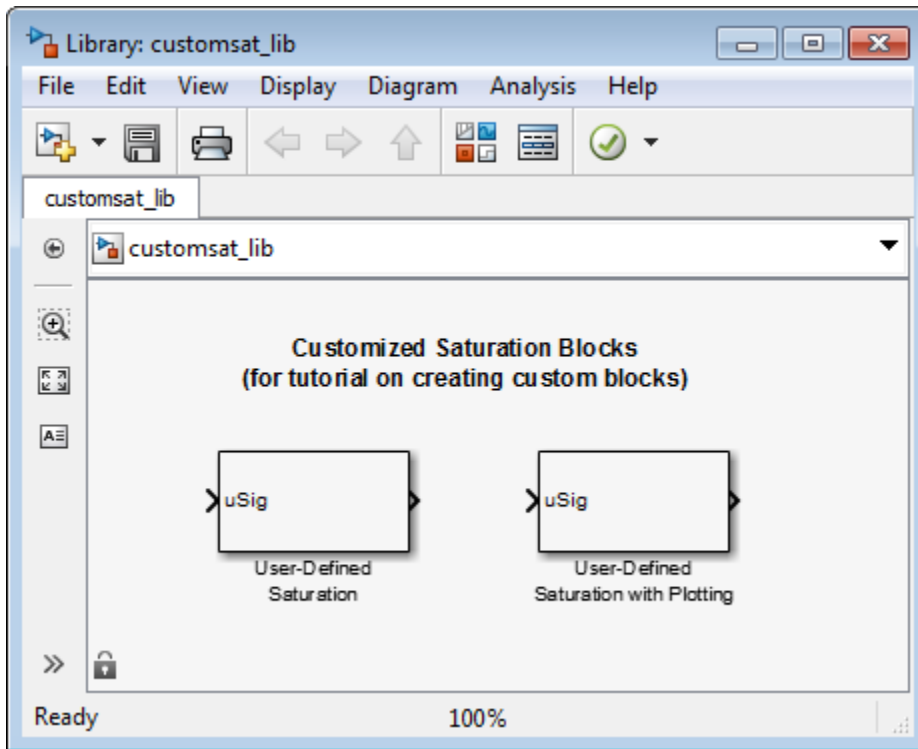 Library: customsat_lib
File Edit View Display Diagram Analysis Help
customsat_lib
customsat_lib
Customized Saturation Blocks
(for tutorial on creating custom blocks)
uSig
User-Defined
Saturation
uSig
User-Defined
Saturation with Plotting
Ready 100%